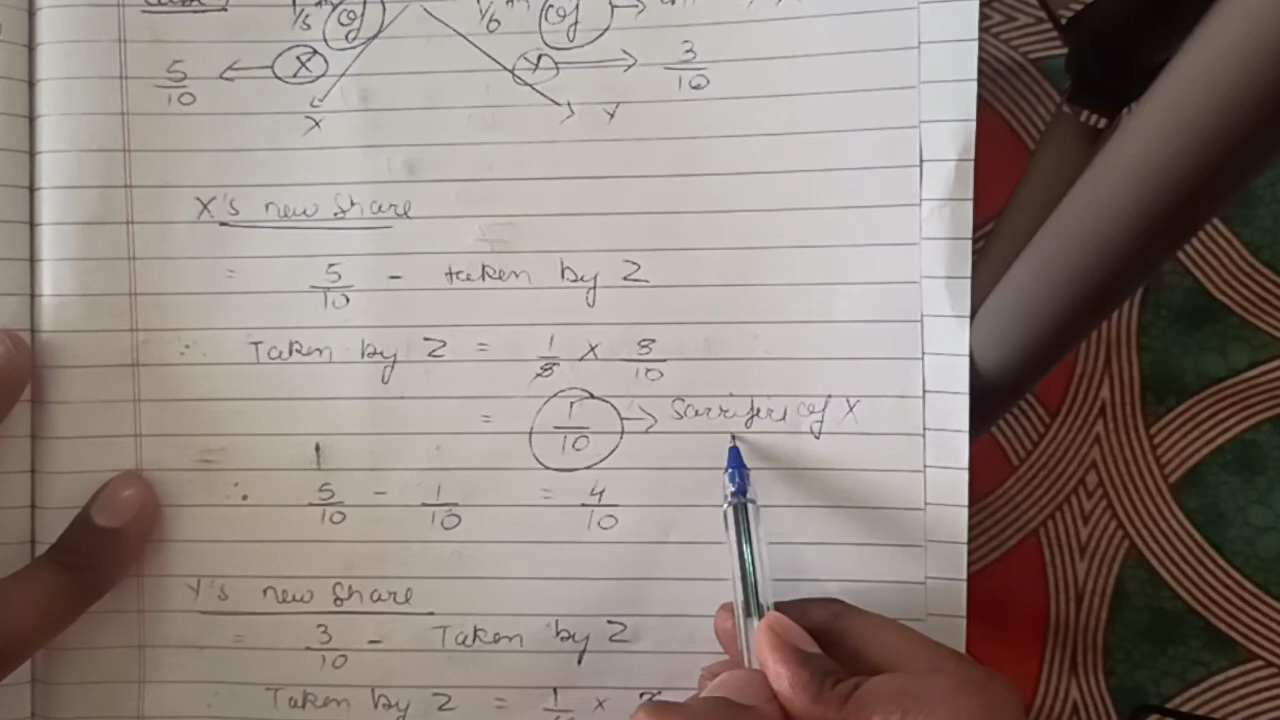 1/5th of 1/6th of →
5/10 ← X Y → 3/10
X Y
X's new Share
= 5/10 - taken by Z
∴ Taken by Z = 1/5 × 5/10
= 1/10 → Sacrifice of X
∴ 5/10 - 1/10 = 4/10
Y's new Share
= 3/10 - Taken by Z
Taken by Z = 1/ ×